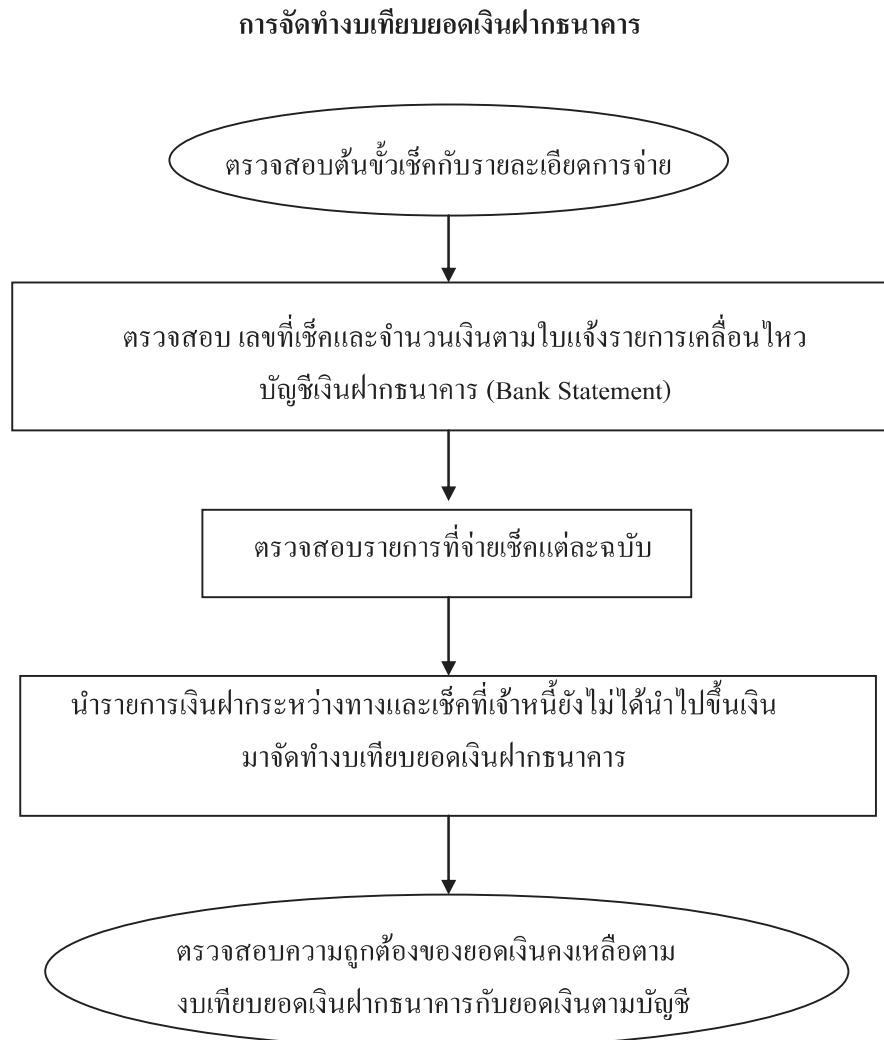 การจัดทำงบเทียบยอดเงินฝากธนาคาร
ตรวจสอบต้นขั้วเช็คกับรายละเอียดการจ่าย
ตรวจสอบ เลขที่เช็คและจำนวนเงินตามใบแจ้งรายการเคลื่อนไหว
บัญชีเงินฝากธนาคาร (Bank Statement)
ตรวจสอบรายการที่จ่ายเช็คแต่ละฉบับ
นำรายการเงินฝากระหว่างทางและเช็คที่เจ้าหนี้ยังไม่ได้นำไปขึ้นเงิน
มาจัดทำงบเทียบยอดเงินฝากธนาคาร
ตรวจสอบความถูกต้องของยอดเงินคงเหลือตาม
งบเทียบยอดเงินฝากธนาคารกับยอดเงินตามบัญชี